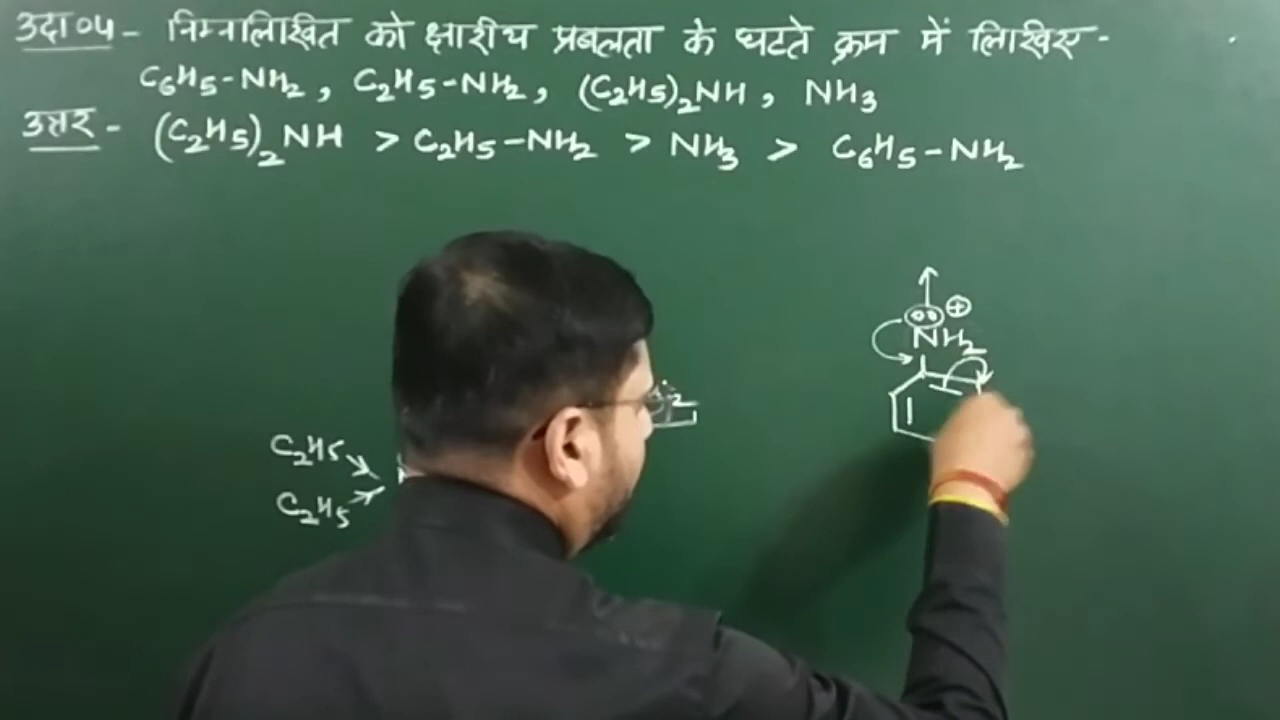 उदा०4 - निम्नलिखित को क्षारीय प्रबलता के घटते क्रम में लिखिए -
C6H5-NH2, C2H5-NH2, (C2H5)2NH, NH3
उत्तर - (C2H5)2NH > C2H5-NH2 > NH3 > C6H5-NH2
⊕
NH2
C2H5
C2H5